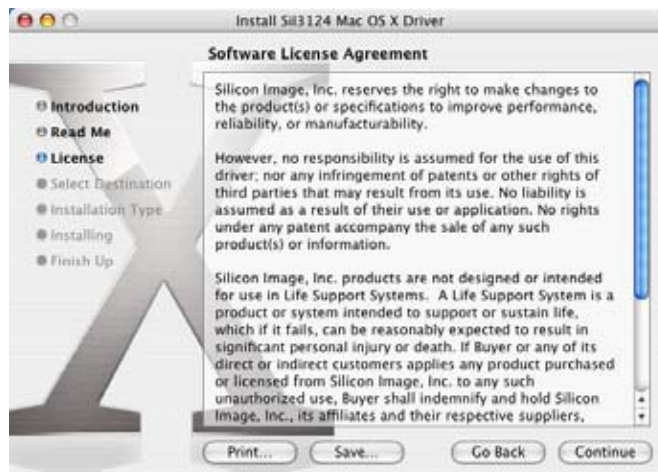 Install SiI3124 Mac OS X Driver
Software License Agreement
Introduction
Read Me
License
Select Destination
Installation Type
Installing
Finish Up
Silicon Image, Inc. reserves the right to make changes to
the product(s) or specifications to improve performance,
reliability, or manufacturability.
However, no responsibility is assumed for the use of this
driver; nor any infringement of patents or other rights of
third parties that may result from its use. No liability is
assumed as a result of their use or application. No rights
under any patent accompany the sale of any such
product(s) or information.
Silicon Image, Inc. products are not designed or intended
for use in Life Support Systems. A Life Support System is a
product or system intended to support or sustain life,
which if it fails, can be reasonably expected to result in
significant personal injury or death. If Buyer or any of its
direct or indirect customers applies any product purchased
or licensed from Silicon Image, Inc. to any such
unauthorized use, Buyer shall indemnify and hold Silicon
Image, Inc., its affiliates and their respective suppliers,
Print...
Save...
Go Back
Continue